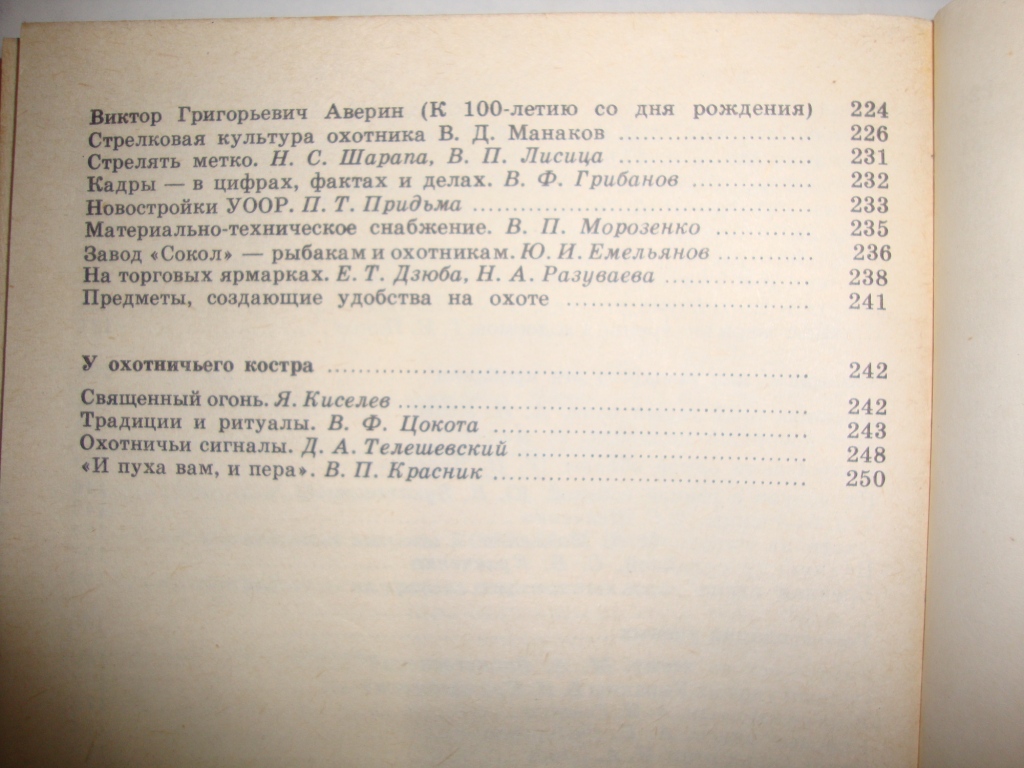 Виктор Григорьевич Аверин (К 100-летию со дня рождения) 224
Стрелковая культура охотника В. Д. Манаков .................... 226
Стрелять метко. Н. С. Шарапа, В. П. Лисица .................... 231
Кадры — в цифрах, фактах и делах. В. Ф. Грибанов ............ 232
Новостройки УООР. П. Т. Придьма .................................... 233
Материально-техническое снабжение. В. П. Морозенко ........... 235
Завод «Сокол» — рыбакам и охотникам. Ю. И. Емельянов .......... 236
На торговых ярмарках. Е. Т. Дзюба, Н. А. Разуваева ............... 238
Предметы, создающие удобства на охоте .......................... 241
У охотничьего костра .................................................... 242
Священный огонь. Я. Киселев ............................................ 242
Традиции и ритуалы. В. Ф. Цокота .................................... 243
Охотничьи сигналы. Д. А. Телешевский ................................ 248
«И пуха вам, и пера». В. П. Красник .................................. 250